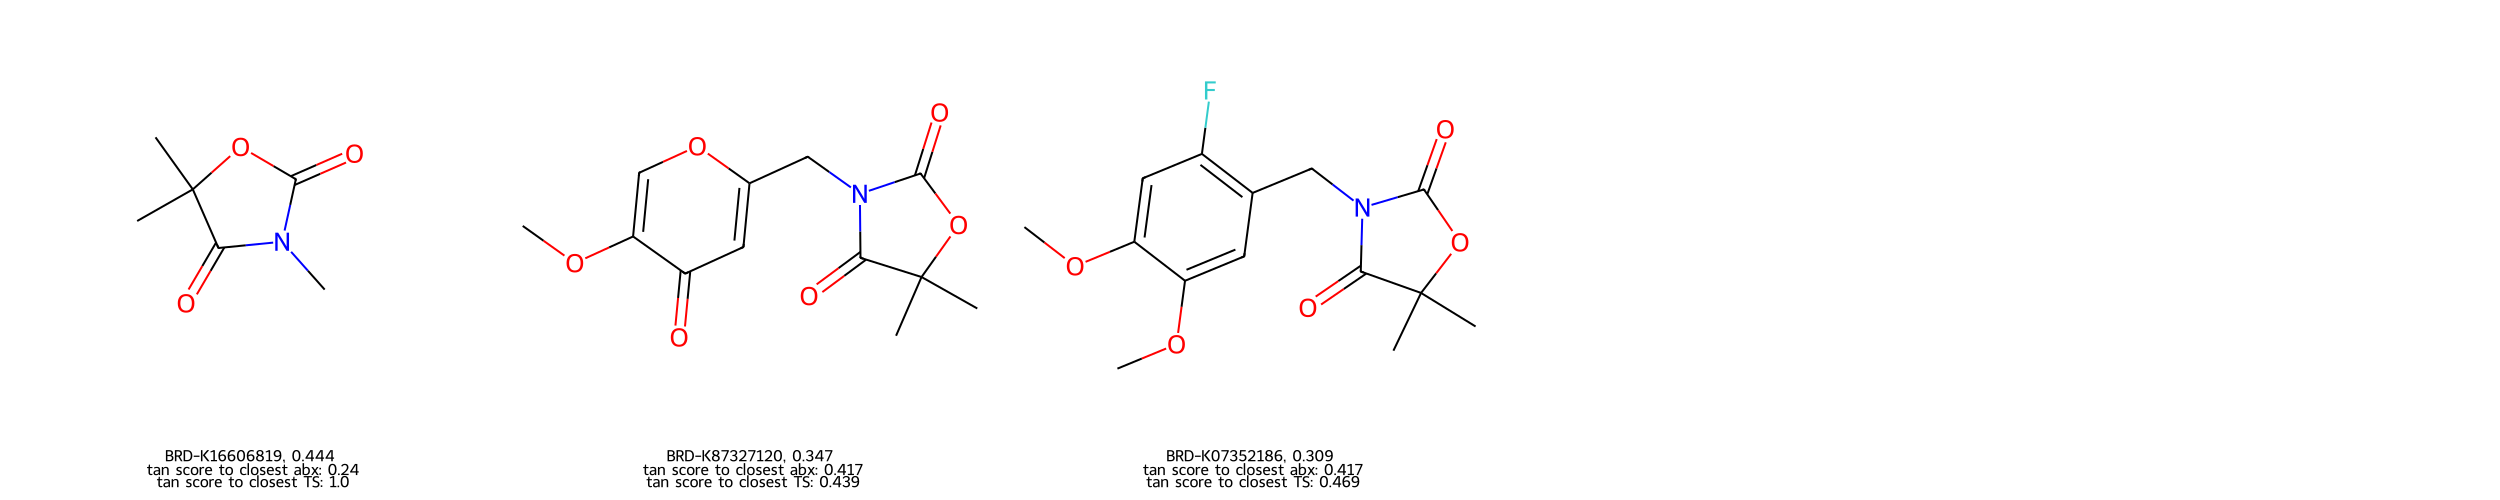 F
O O O O O
N N N
O O
O O
O O O
O O
BRD-K16606819, 0.444 BRD-K87327120, 0.347 BRD-K07352186, 0.309
tan score to closest abx: 0.24 tan score to closest abx: 0.417 tan score to closest abx: 0.417
tan score to closest TS: 1.0 tan score to closest TS: 0.439 tan score to closest TS: 0.469